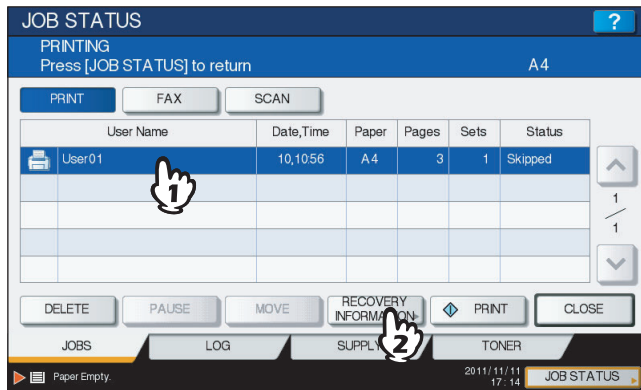 JOB STATUS
?
PRINTING
Press [JOB STATUS] to return
A4
PRINT FAX SCAN
User Name Date,Time Paper Pages Sets Status
User01 10,10:56 A4 3 1 Skipped
1
1
1
DELETE PAUSE MOVE RECOVERY INFORMATION PRINT CLOSE
2
JOBS LOG SUPPLY TONER
Paper Empty.
2011/11/11
17:14
JOB STATUS